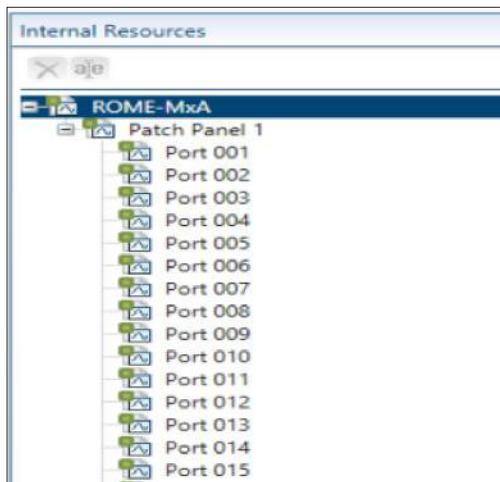 Internal Resources
a|e
ROME-MxA
Patch Panel 1
Port 001
Port 002
Port 003
Port 004
Port 005
Port 006
Port 007
Port 008
Port 009
Port 010
Port 011
Port 012
Port 013
Port 014
Port 015